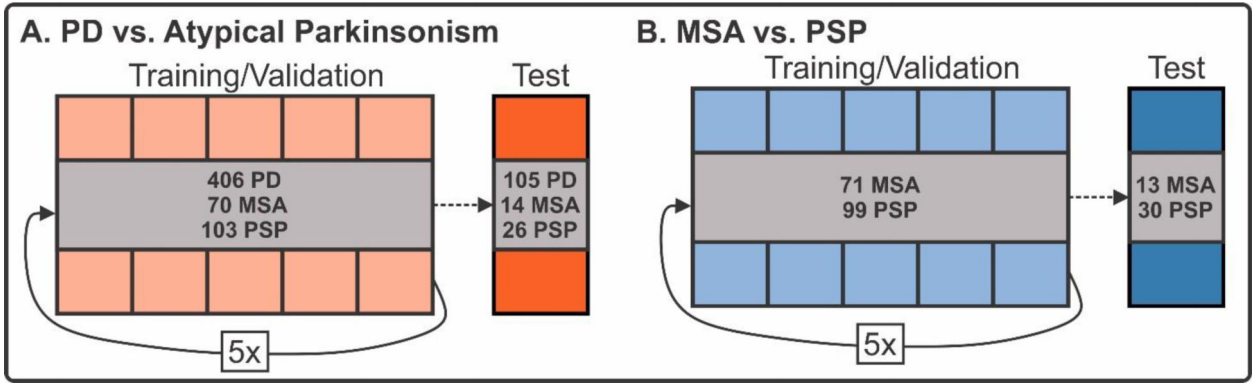 A. PD vs. Atypical Parkinsonism
Training/Validation
Test
406 PD
70 MSA
103 PSP
105 PD
14 MSA
26 PSP
5x
B. MSA vs. PSP
Training/Validation
Test
71 MSA
99 PSP
13 MSA
30 PSP
5x